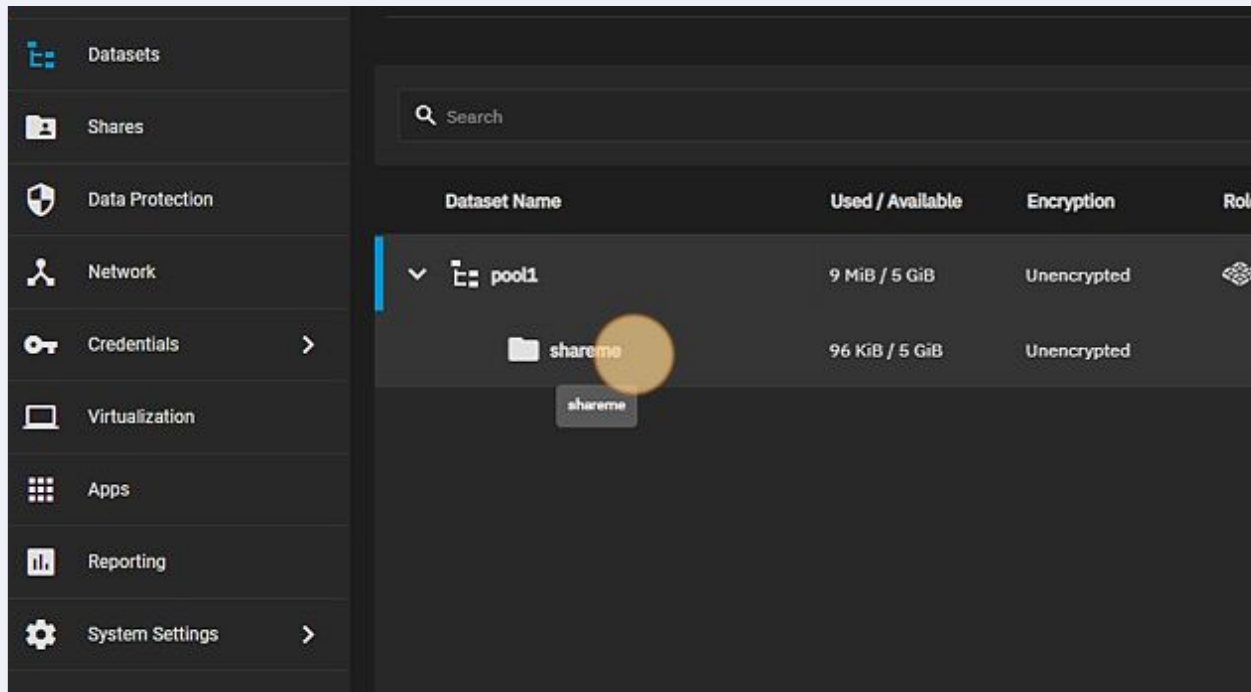 Datasets
Shares
Data Protection
Network
Credentials
Virtualization
Apps
Reporting
System Settings
Search
Dataset Name Used / Available Encryption Rol
pool1 9 MiB / 5 GiB Unencrypted
shareme 96 KiB / 5 GiB Unencrypted
shareme